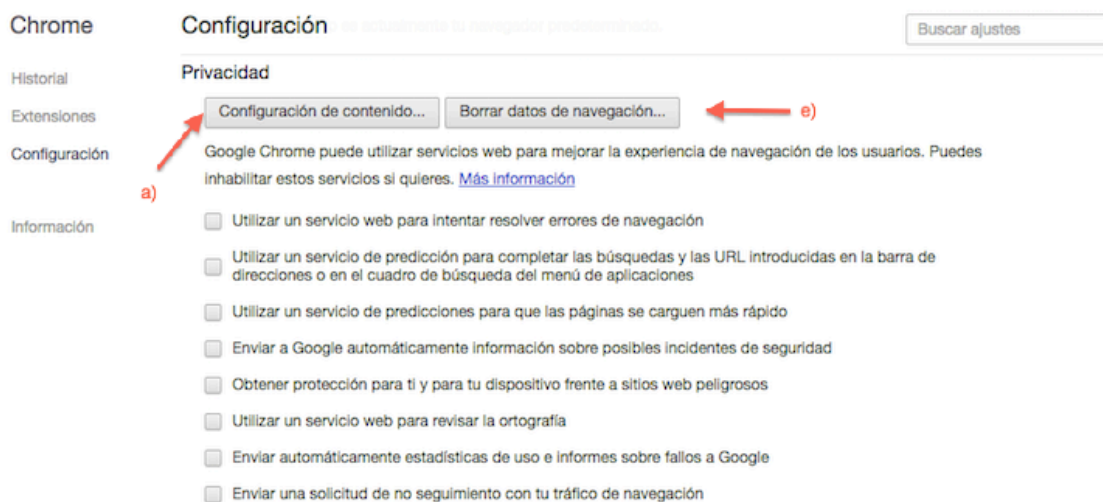 Chrome
Configuración
es actualmente tu navegador predeterminado.
Buscar ajustes
Historial
Extensiones
Configuración
Información
Privacidad
Configuración de contenido...
Borrar datos de navegación...
e)
a)
Google Chrome puede utilizar servicios web para mejorar la experiencia de navegación de los usuarios. Puedes
inhabilitar estos servicios si quieres. Más información
Utilizar un servicio web para intentar resolver errores de navegación
Utilizar un servicio de predicción para completar las búsquedas y las URL introducidas en la barra de
direcciones o en el cuadro de búsqueda del menú de aplicaciones
Utilizar un servicio de predicciones para que las páginas se carguen más rápido
Enviar a Google automáticamente información sobre posibles incidentes de seguridad
Obtener protección para ti y para tu dispositivo frente a sitios web peligrosos
Utilizar un servicio web para revisar la ortografía
Enviar automáticamente estadísticas de uso e informes sobre fallos a Google
Enviar una solicitud de no seguimiento con tu tráfico de navegación